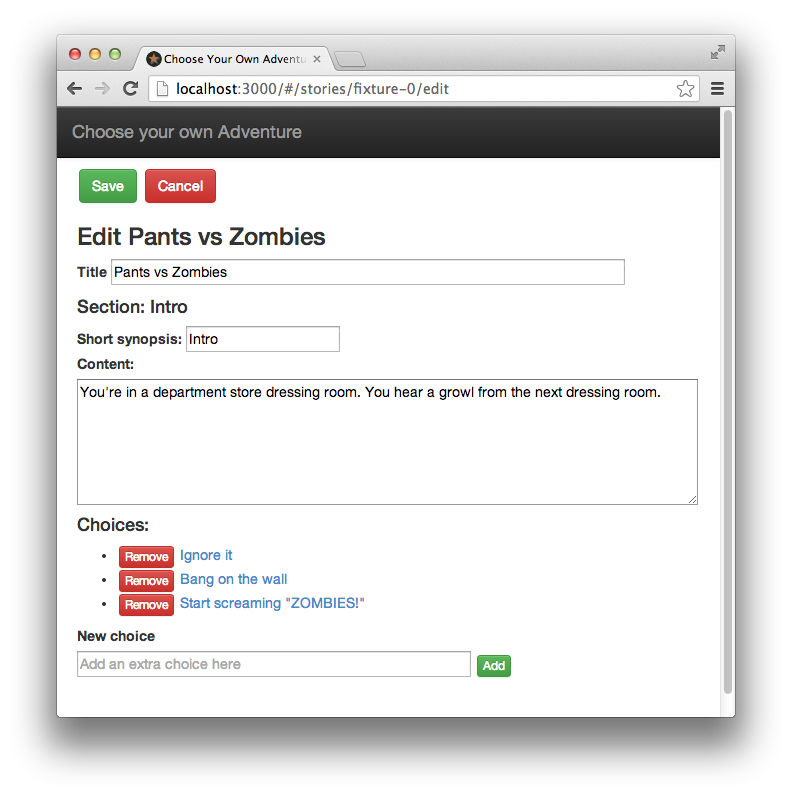 Choose Your Own Adventu
localhost:3000/#/stories/fixture-0/edit
Choose your own Adventure
Save Cancel
Edit Pants vs Zombies
Title Pants vs Zombies
Section: Intro
Short synopsis: Intro
Content:
You're in a department store dressing room. You hear a growl from the next dressing room.
Choices:
• Remove Ignore it
• Remove Bang on the wall
• Remove Start screaming "ZOMBIES!"
New choice
Add an extra choice here Add